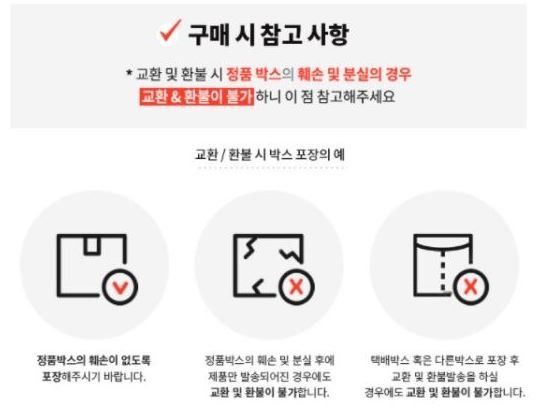 구매 시 참고 사항
* 교환 및 환불 시 정품 박스의 훼손 및 분실의 경우
교환 & 환불이 불가하니 이 점 참고해주세요
교환 / 환불 시 박스 포장의 예
정품박스의 훼손이 없도록
포장해주시기 바랍니다.
정품박스의 훼손 및 분실 후에
제품만 발송되어진 경우에도
교환 및 환불이 불가합니다.
택배박스 혹은 다른박스로 포장 후
교환 및 환불발송을 하실
경우에도 교환 및 환불이 불가합니다.